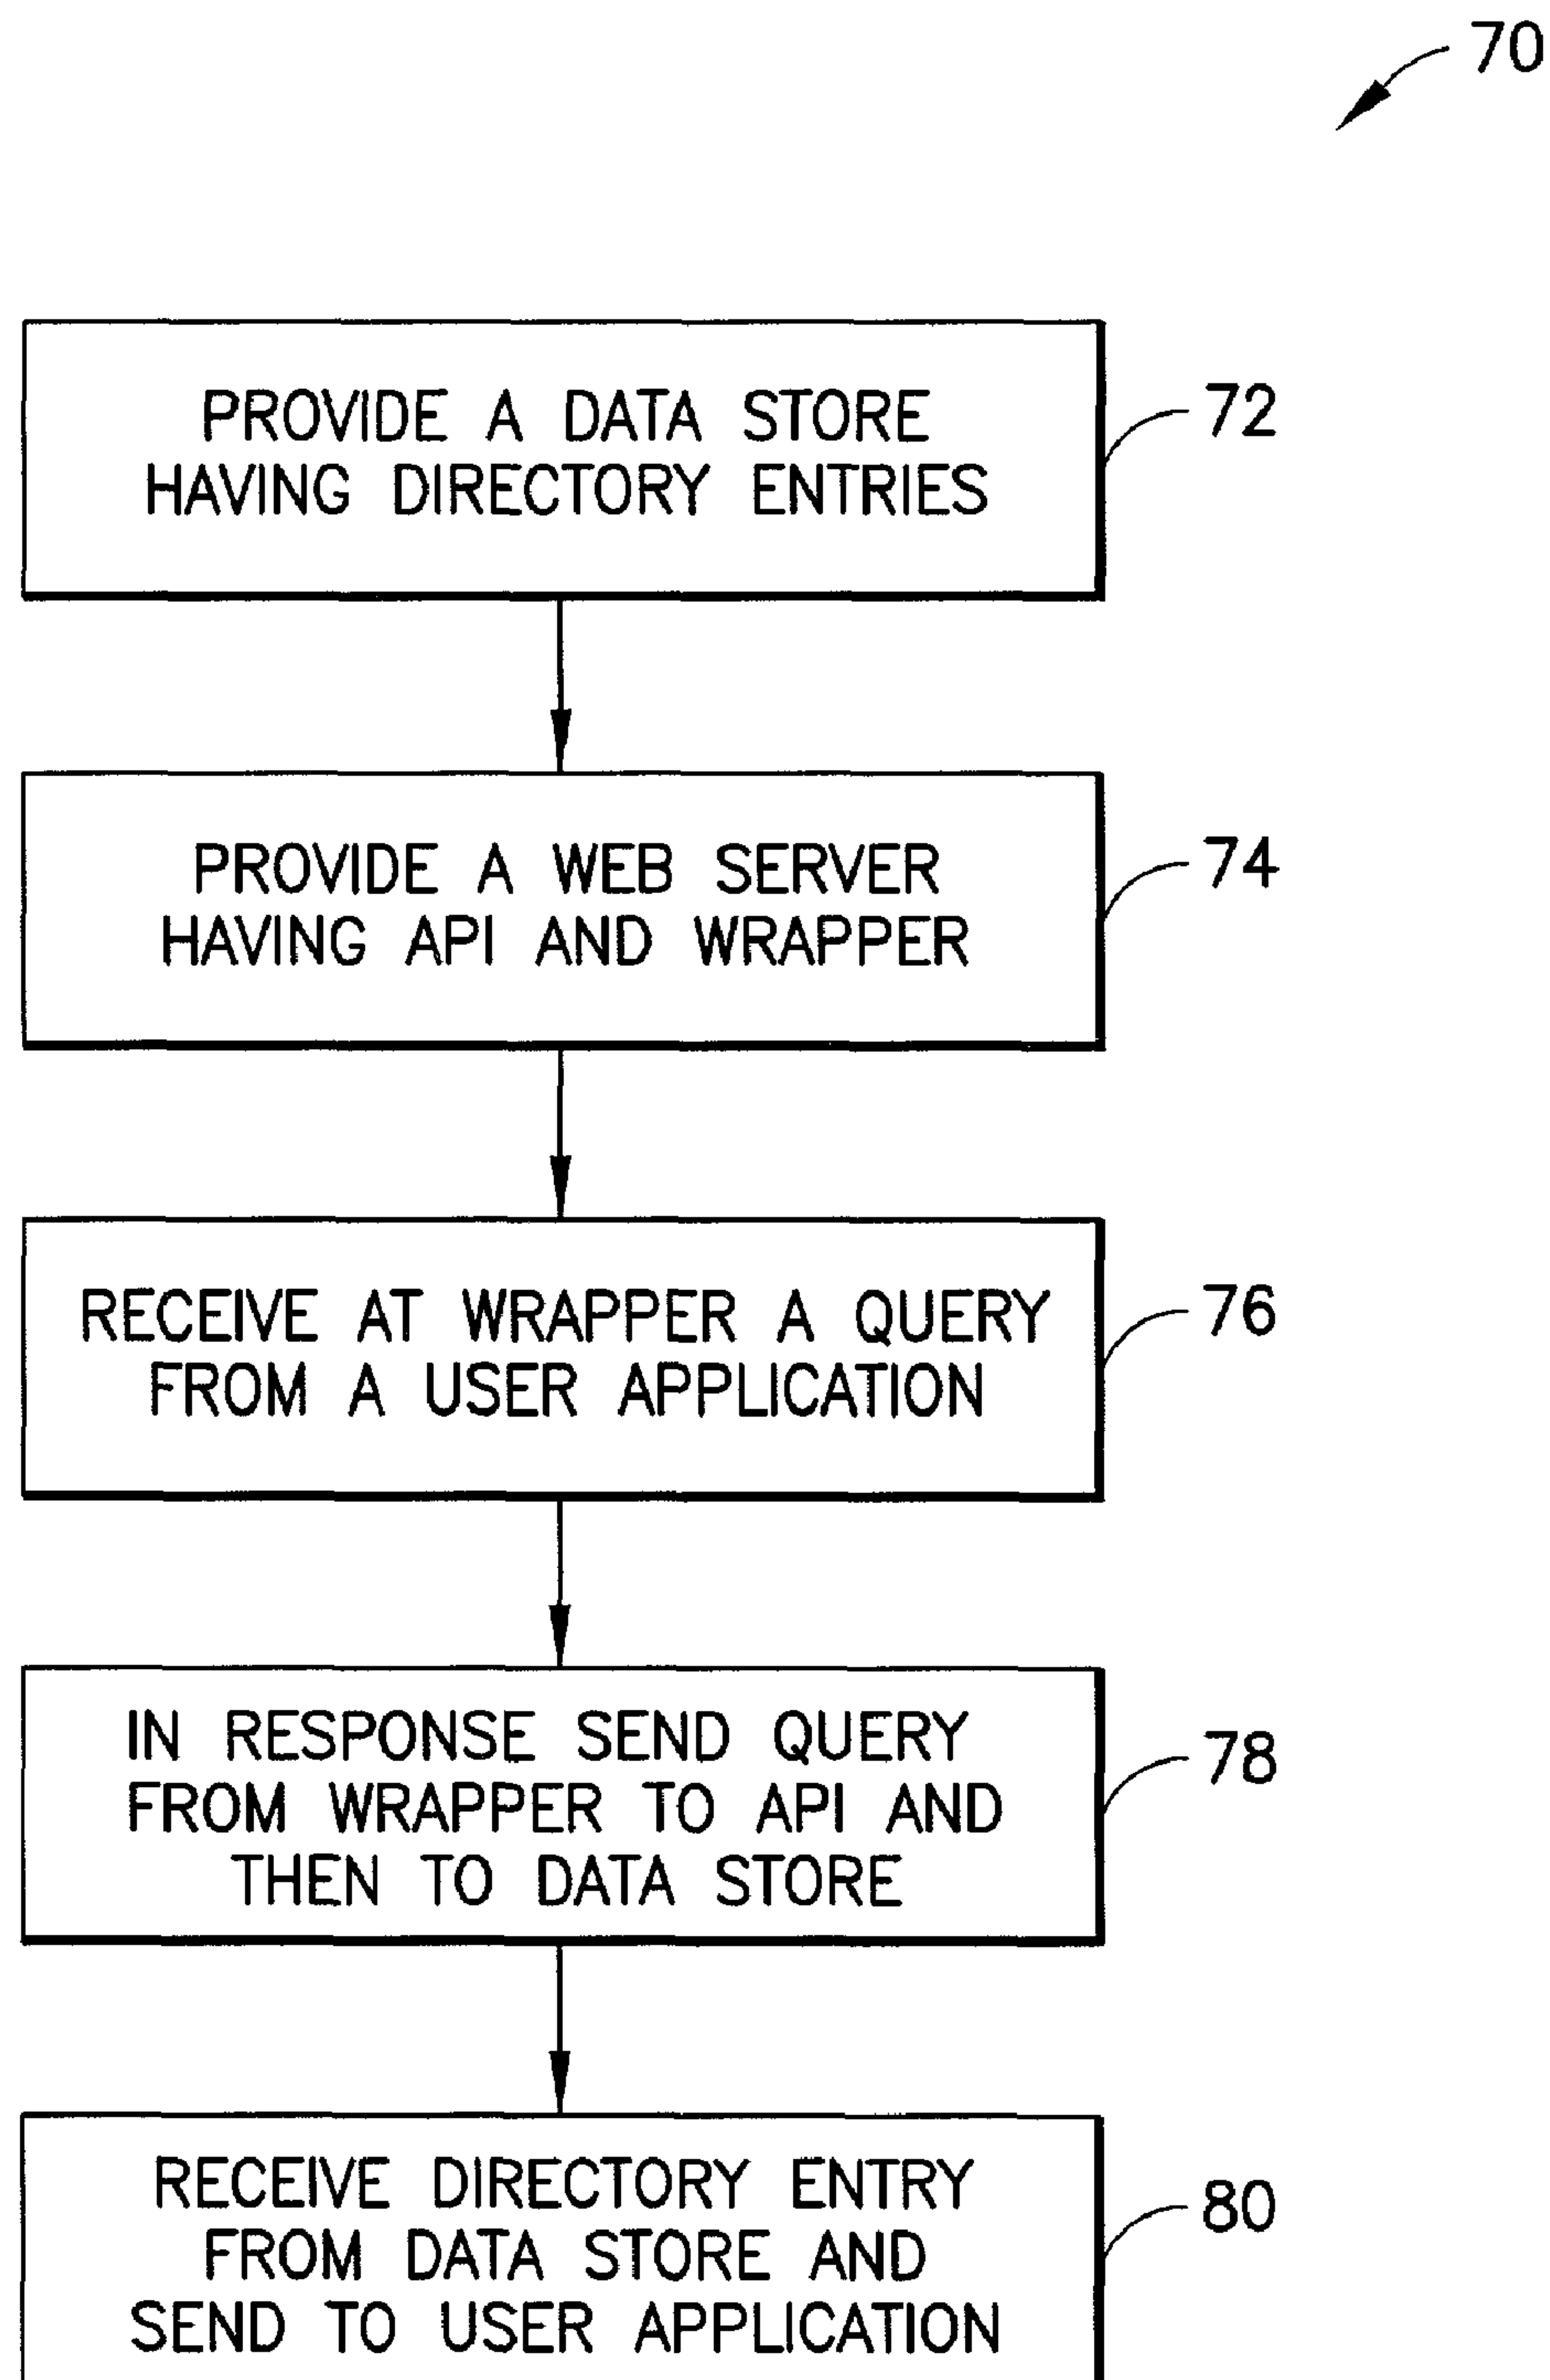 70
PROVIDE A DATA STORE
HAVING DIRECTORY ENTRIES
72
PROVIDE A WEB SERVER
HAVING API AND WRAPPER
74
RECEIVE AT WRAPPER A QUERY
FROM A USER APPLICATION
76
IN RESPONSE SEND QUERY
FROM WRAPPER TO API AND
THEN TO DATA STORE
78
RECEIVE DIRECTORY ENTRY
FROM DATA STORE AND
SEND TO USER APPLICATION
80